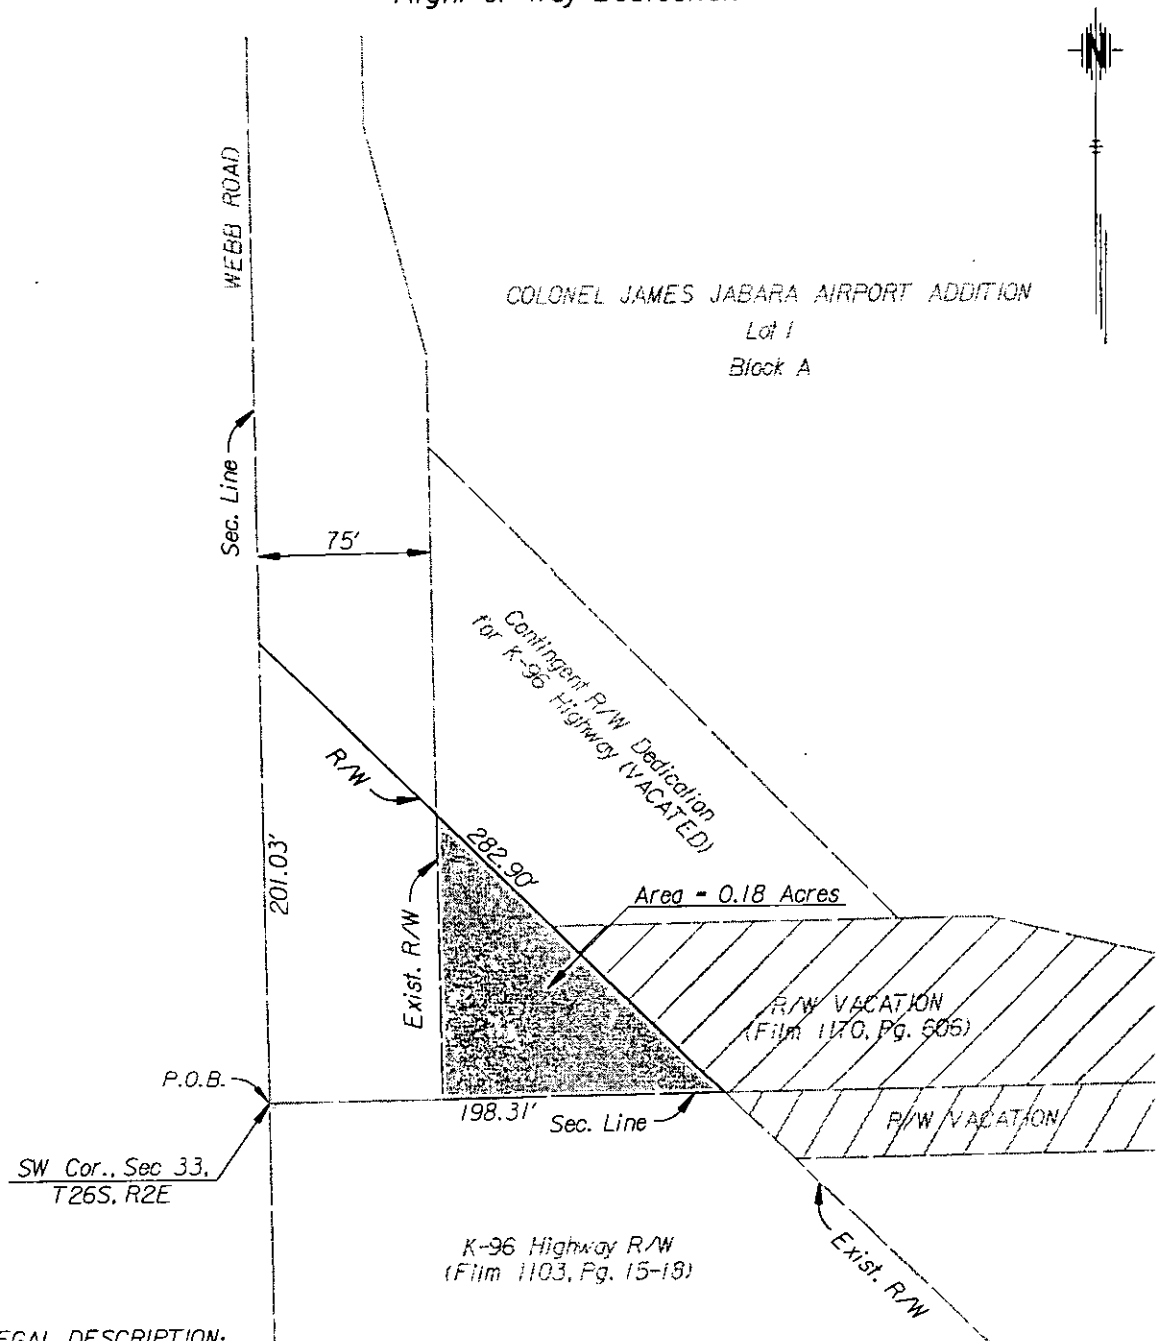 Right of Way Dedication
N
WEBB ROAD
COLONEL JAMES JABARA AIRPORT ADDITION
Lot 1
Block A
Sec. Line
75'
Contingent R/W Dedication
for K-96 Highway (VACATED)
R/W
282.90'
201.03'
Exist. R/W
Area = 0.18 Acres
R/W VACATION
(Film 1170, Pg. 606)
P.O.B.
198.31'
Sec. Line
R/W VACATION
SW Cor., Sec 33,
T26S, R2E
K-96 Highway R/W
(Film 1103, Pg. 15-18)
Exist. R/W
EGAL DESCRIPTION: